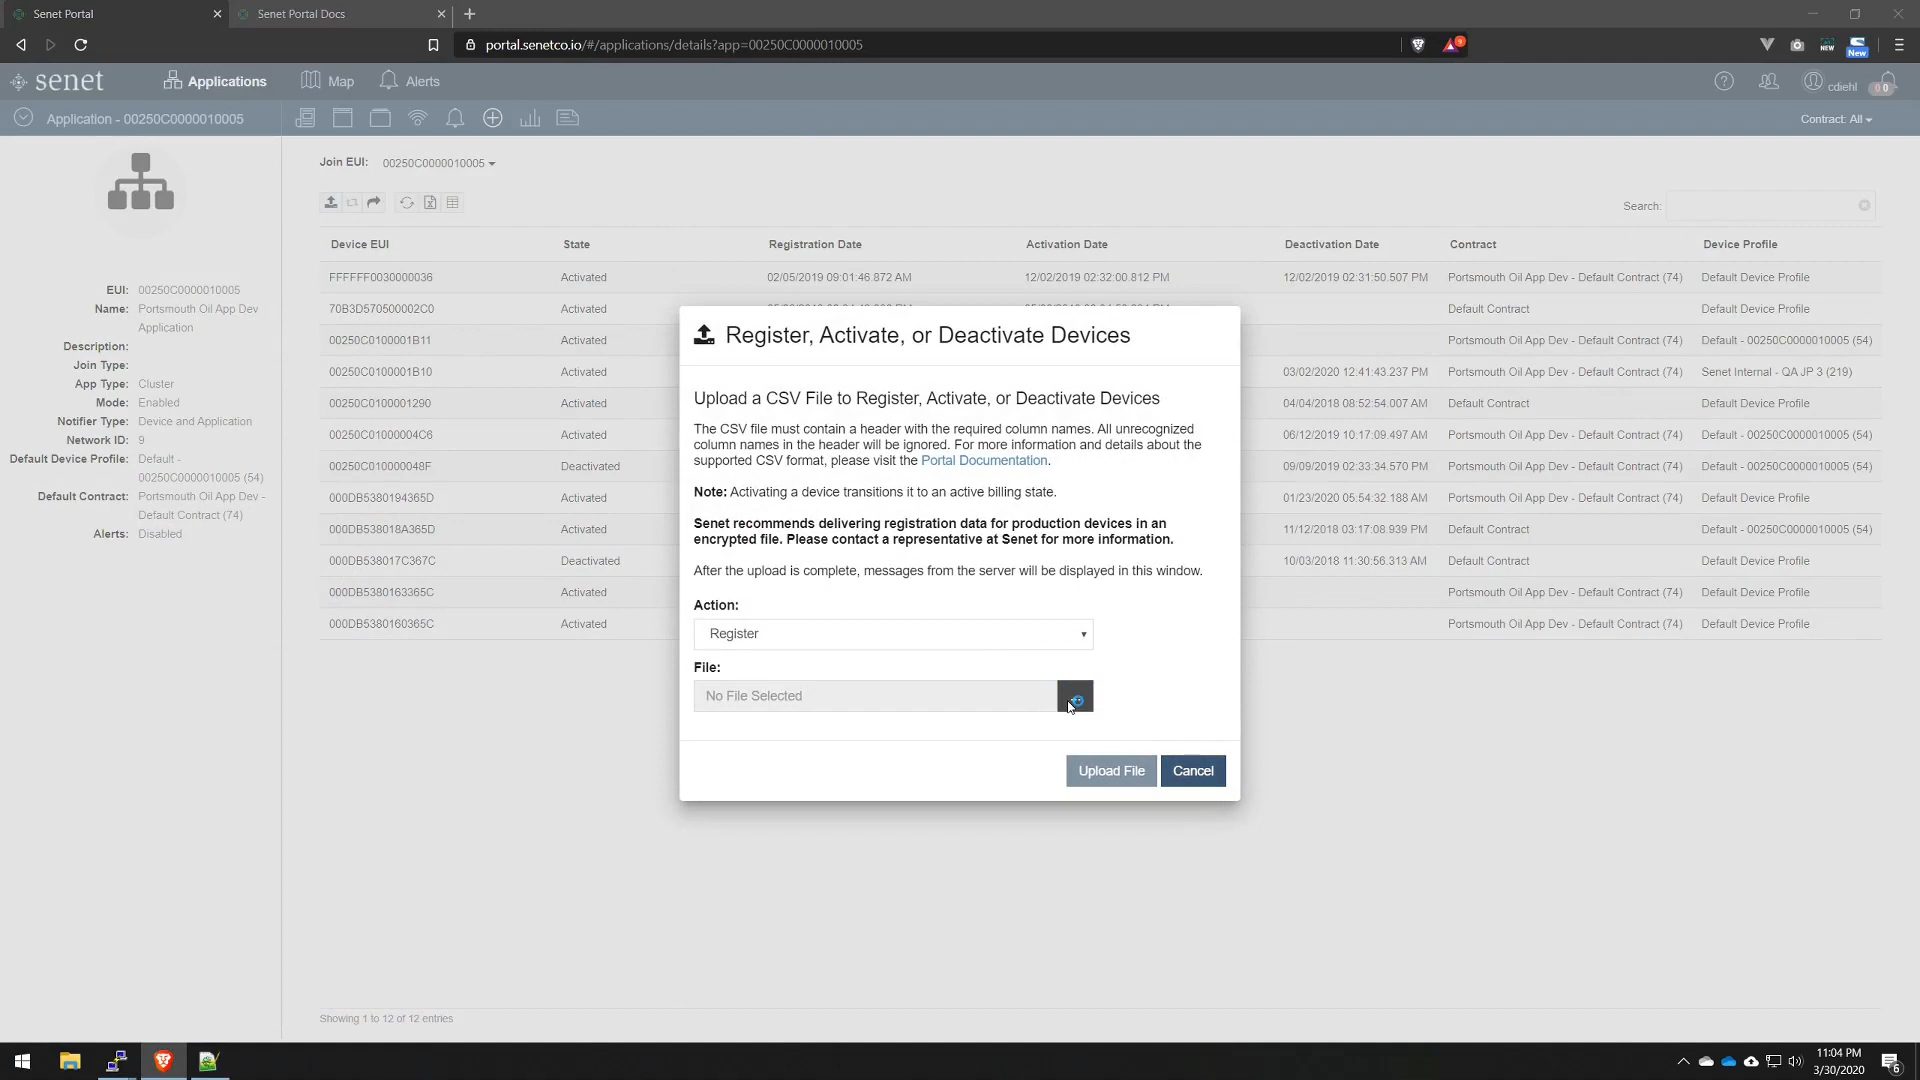 Senet Portal
Senet Portal Docs
portal.senetco.io/#/applications/details?app=00250C0000010005
9
NEW
New
senet
Applications
Map
Alerts
cdiehl
0 0
Application - 00250C0000010005
Contract: All
Join EUI: 00250C0000010005
Search:
Device EUI State Registration Date Activation Date Deactivation Date Contract Device Profile
FFFFFF0030000036 Activated 02/05/2019 09:01:46.872 AM 12/02/2019 02:32:00.812 PM 12/02/2019 02:31:50.507 PM Portsmouth Oil App Dev - Default Contract (74) Default Device Profile
70B3D570500002C0 Activated Default Contract Default Device Profile
00250C0100001B11 Activated Portsmouth Oil App Dev - Default Contract (74) Default - 00250C0000010005 (54)
00250C0100001B10 Activated 03/02/2020 12:41:43.237 PM Portsmouth Oil App Dev - Default Contract (74) Senet Internal - QA JP 3 (219)
00250C0100001290 Activated 04/04/2018 08:52:54.007 AM Default Contract Default Device Profile
00250C01000004C6 Activated 06/12/2019 10:17:09.497 AM Portsmouth Oil App Dev - Default Contract (74) Default - 00250C0000010005 (54)
00250C010000048F Deactivated 09/09/2019 02:33:34.570 PM Portsmouth Oil App Dev - Default Contract (74) Default - 00250C0000010005 (54)
000DB5380194365D Activated 01/23/2020 05:54:32.188 AM Portsmouth Oil App Dev - Default Contract (74) Default Device Profile
000DB538018A365D Activated 11/12/2018 03:17:08.939 PM Default Contract Default - 00250C0000010005 (54)
000DB538017C367C Deactivated 10/03/2018 11:30:56.313 AM Default Contract Default Device Profile
000DB5380163365C Activated Portsmouth Oil App Dev - Default Contract (74) Default Device Profile
000DB5380160365C Activated Portsmouth Oil App Dev - Default Contract (74) Default Device Profile
EUI: 00250C0000010005
Name: Portsmouth Oil App Dev
Application
Description:
Join Type:
App Type: Cluster
Mode: Enabled
Notifier Type: Device and Application
Network ID: 9
Default Device Profile: Default -
00250C0000010005 (54)
Default Contract: Portsmouth Oil App Dev -
Default Contract (74)
Alerts: Disabled
Register, Activate, or Deactivate Devices
Upload a CSV File to Register, Activate, or Deactivate Devices
The CSV file must contain a header with the required column names. All unrecognized
column names in the header will be ignored. For more information and details about the
supported CSV format, please visit the Portal Documentation.
Note: Activating a device transitions it to an active billing state.
Senet recommends delivering registration data for production devices in an
encrypted file. Please contact a representative at Senet for more information.
After the upload is complete, messages from the server will be displayed in this window.
Action:
Register
File:
No File Selected
Upload File
Cancel
Showing 1 to 12 of 12 entries
11:04 PM
3/30/2020
6